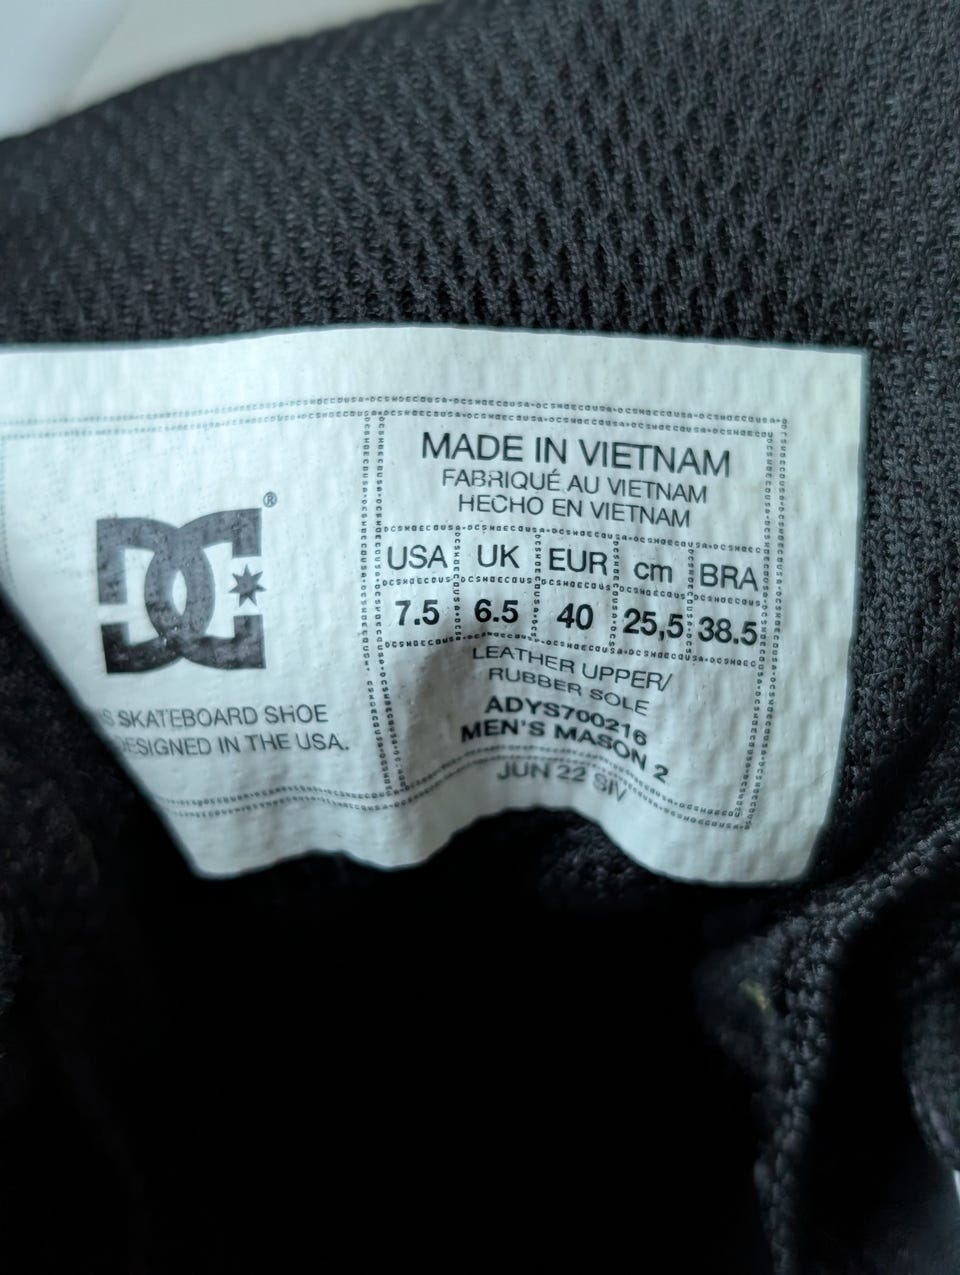 ®
DC
S SKATEBOARD SHOE
DESIGNED IN THE USA.
MADE IN VIETNAM
FABRIQUÉ AU VIETNAM
HECHO EN VIETNAM
USA UK EUR cm BRA
7.5 6.5 40 25,5 38.5
LEATHER UPPER/
RUBBER SOLE
ADYS700216
MEN'S MASON 2
JUN 22 SIV